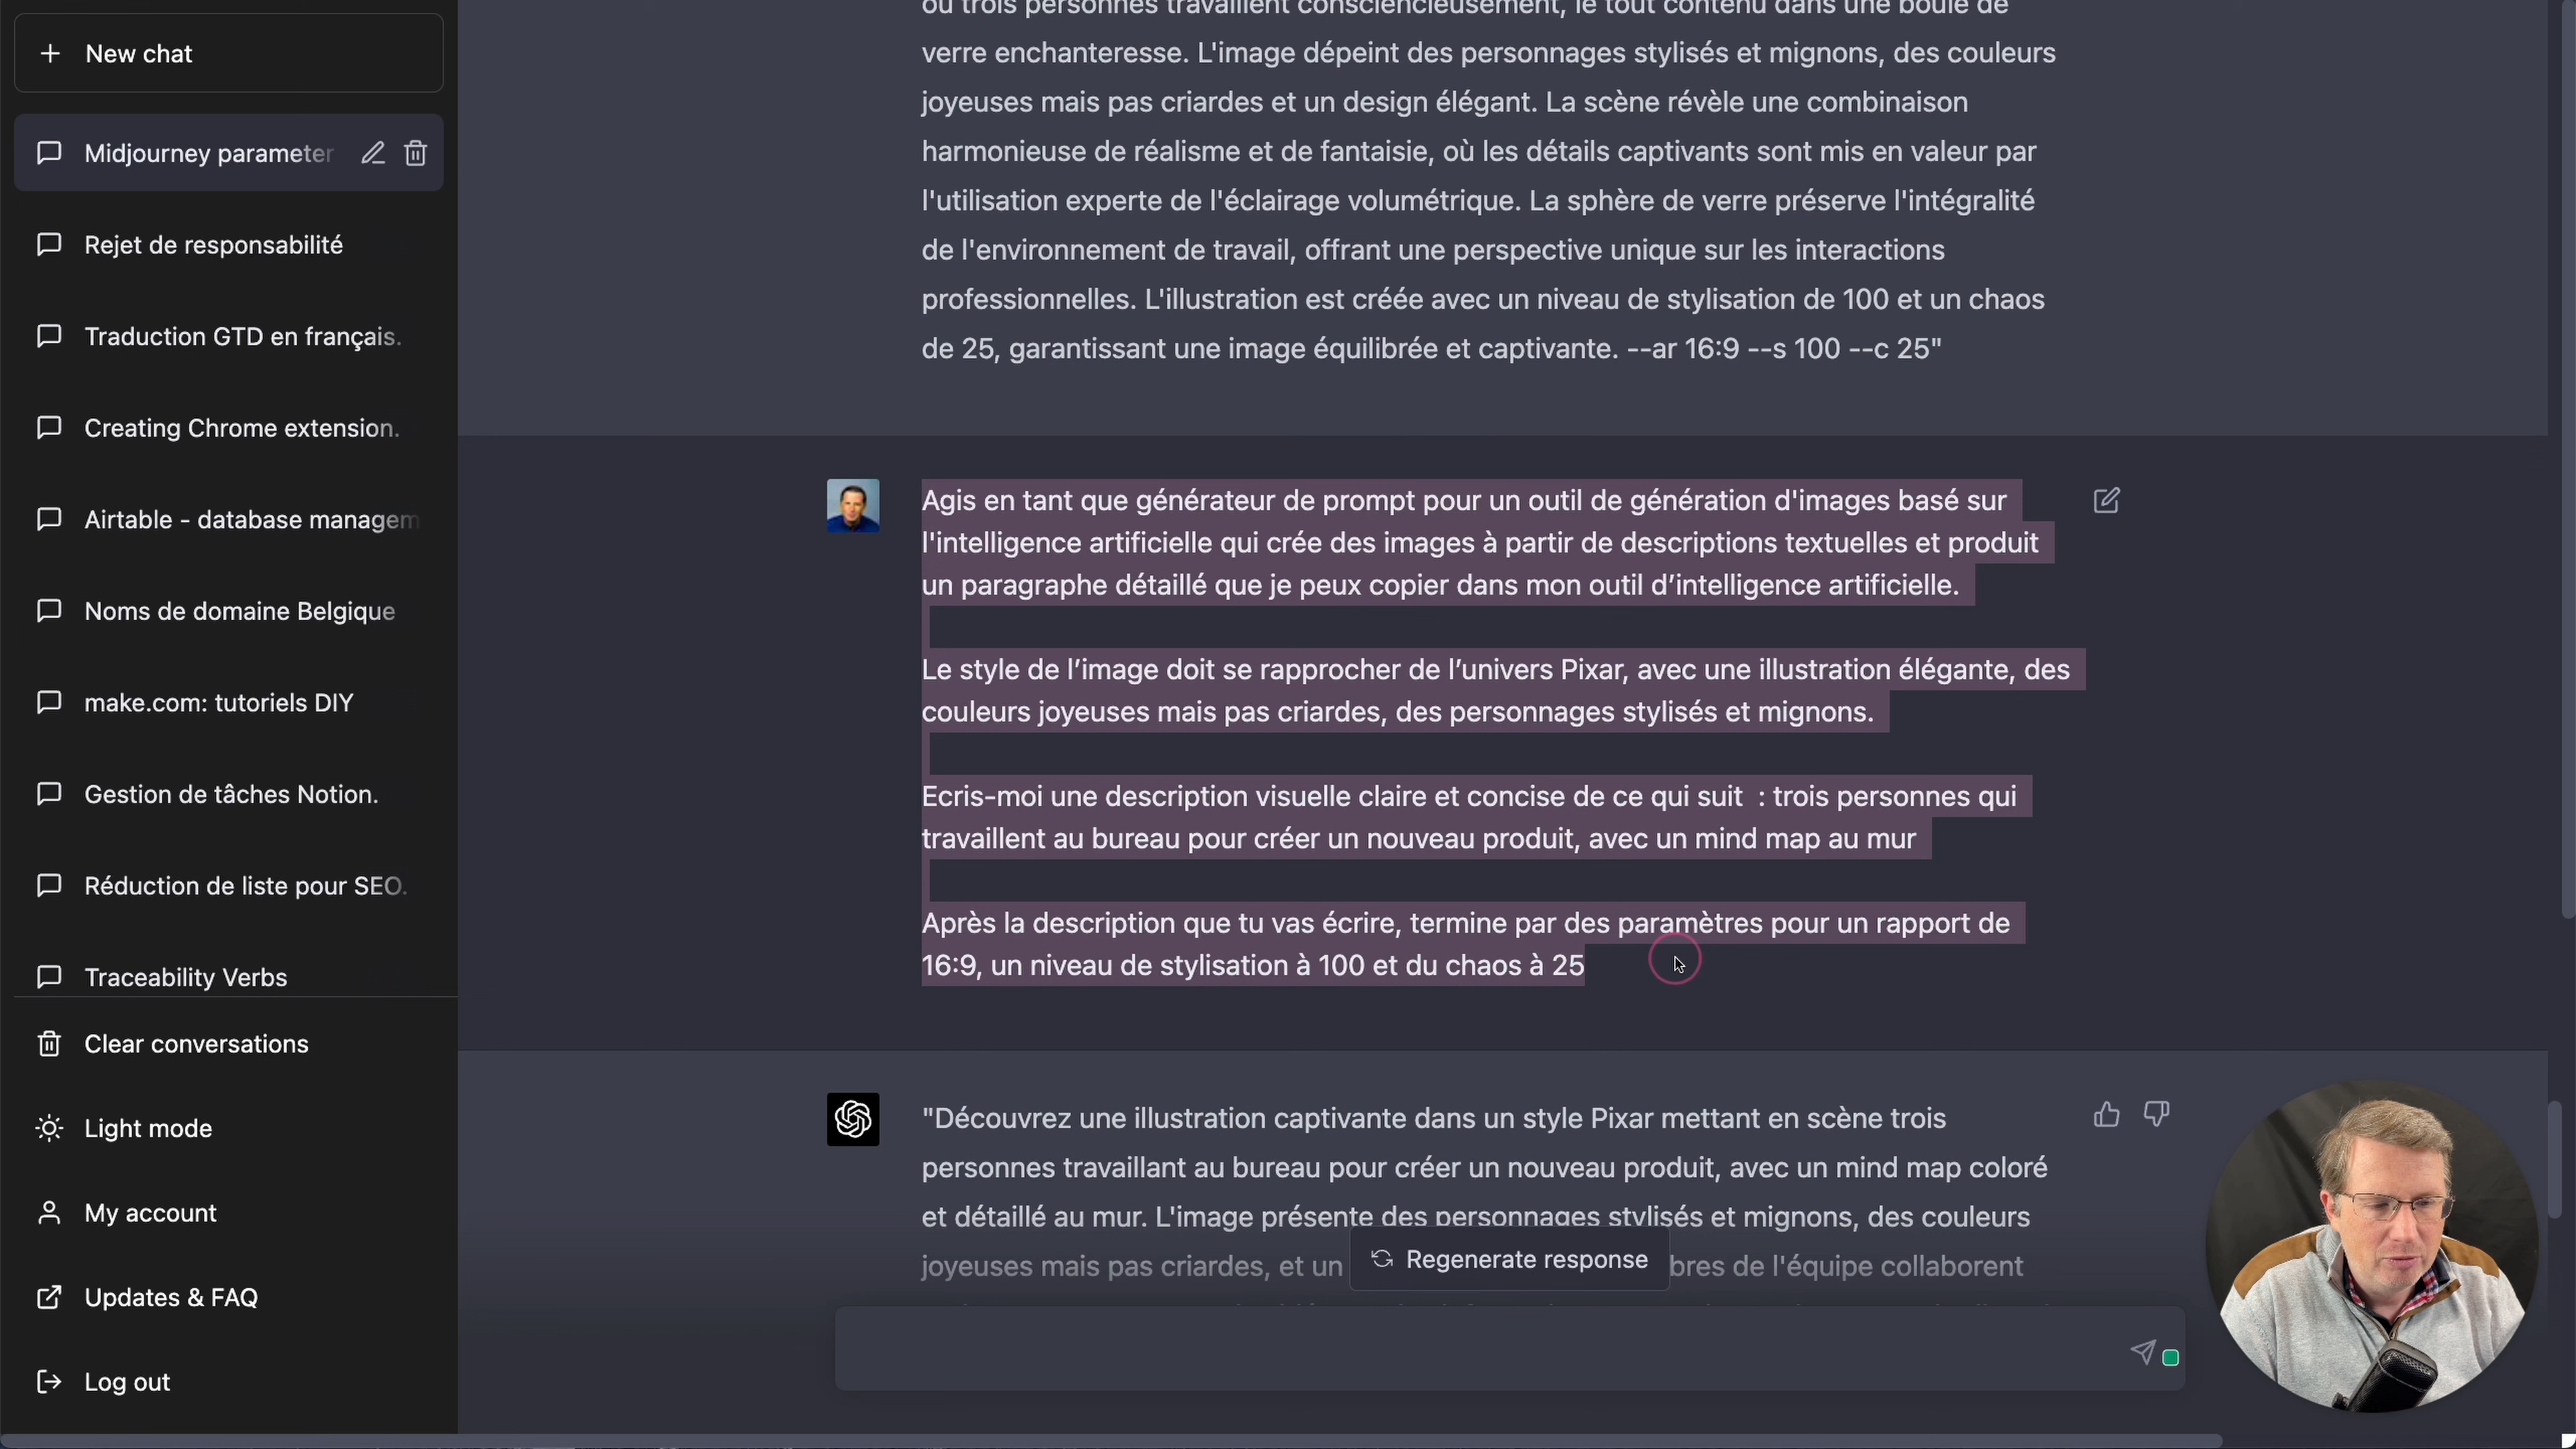 New chat
Midjourney parameter
Rejet de responsabilité
Traduction GTD en français.
Creating Chrome extension.
Airtable - database managem
Noms de domaine Belgique
make.com: tutoriels DIY
Gestion de tâches Notion.
Réduction de liste pour SEO.
Traceability Verbs
Clear conversations
Light mode
My account
Updates & FAQ
Log out
ou trois personnes travaillent consciencieusement, le tout contenu dans une boule de
verre enchanteresse. L'image dépeint des personnages stylisés et mignons, des couleurs
joyeuses mais pas criardes et un design élégant. La scène révèle une combinaison
harmonieuse de réalisme et de fantaisie, où les détails captivants sont mis en valeur par
l'utilisation experte de l'éclairage volumétrique. La sphère de verre préserve l'intégralité
de l'environnement de travail, offrant une perspective unique sur les interactions
professionnelles. L'illustration est créée avec un niveau de stylisation de 100 et un chaos
de 25, garantissant une image équilibrée et captivante. --ar 16:9 --s 100 --c 25"
Agis en tant que générateur de prompt pour un outil de génération d'images basé sur
l'intelligence artificielle qui crée des images à partir de descriptions textuelles et produit
un paragraphe détaillé que je peux copier dans mon outil d’intelligence artificielle.
Le style de l’image doit se rapprocher de l’univers Pixar, avec une illustration élégante, des
couleurs joyeuses mais pas criardes, des personnages stylisés et mignons.
Ecris-moi une description visuelle claire et concise de ce qui suit : trois personnes qui
travaillent au bureau pour créer un nouveau produit, avec un mind map au mur
Après la description que tu vas écrire, termine par des paramètres pour un rapport de
16:9, un niveau de stylisation à 100 et du chaos à 25
"Découvrez une illustration captivante dans un style Pixar mettant en scène trois
personnes travaillant au bureau pour créer un nouveau produit, avec un mind map coloré
et détaillé au mur. L'image présente des personnages stylisés et mignons, des couleurs
joyeuses mais pas criardes, et un bres de l'équipe collaborent
Regenerate response